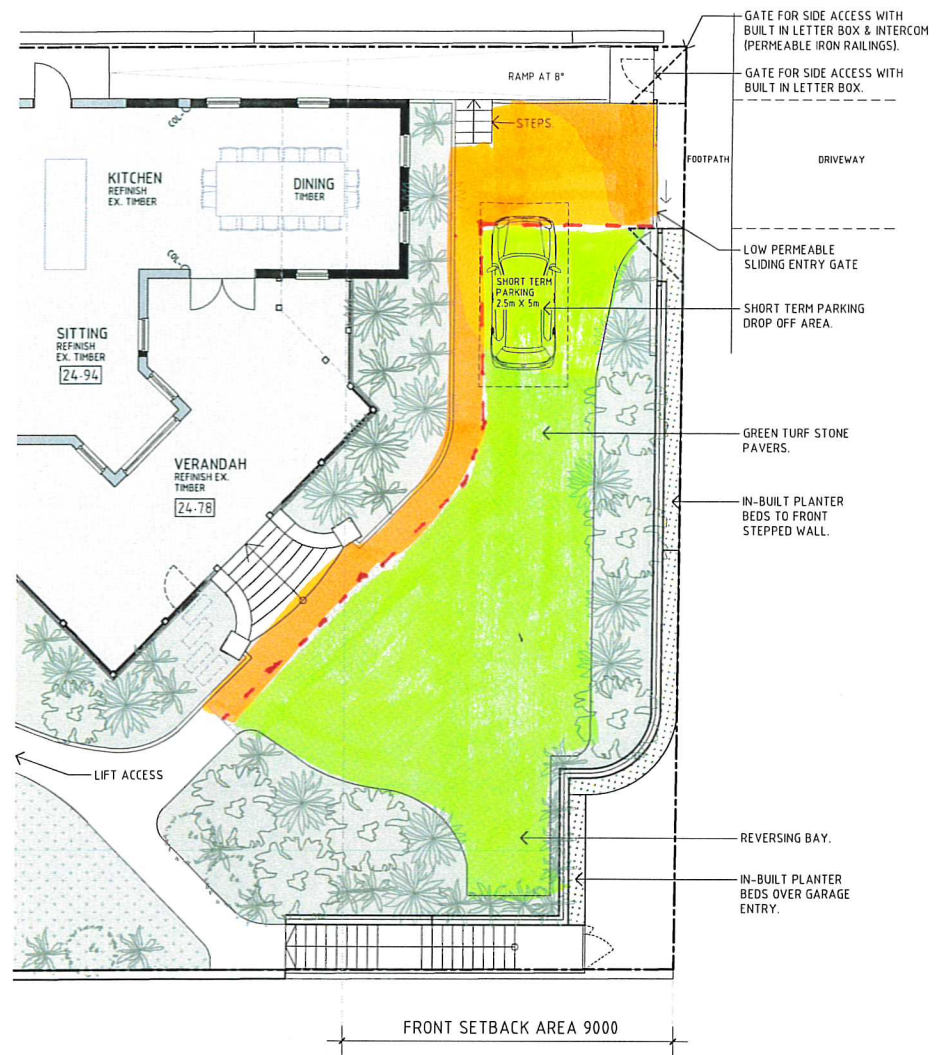 GATE FOR SIDE ACCESS WITH
BUILT IN LETTER BOX & INTERCOM
(PERMEABLE IRON RAILINGS).
RAMP AT 8°
GATE FOR SIDE ACCESS WITH
BUILT IN LETTER BOX.
COL-
STEPS.
FOOTPATH
DRIVEWAY
KITCHEN
REFINISH
EX. TIMBER
DINING
TIMBER
COL-
LOW PERMEABLE
SLIDING ENTRY GATE
SHORT TERM
PARKING
2.5m X 5m
SHORT TERM PARKING
DROP OFF AREA.
SITTING
REFINISH
EX. TIMBER
24-94
GREEN TURF STONE
PAVERS.
VERANDAH
REFINISH EX.
TIMBER
24-78
IN-BUILT PLANTER
BEDS TO FRONT
STEPPED WALL.
LIFT ACCESS
REVERSING BAY.
IN-BUILT PLANTER
BEDS OVER GARAGE
ENTRY.
FRONT SETBACK AREA 9000